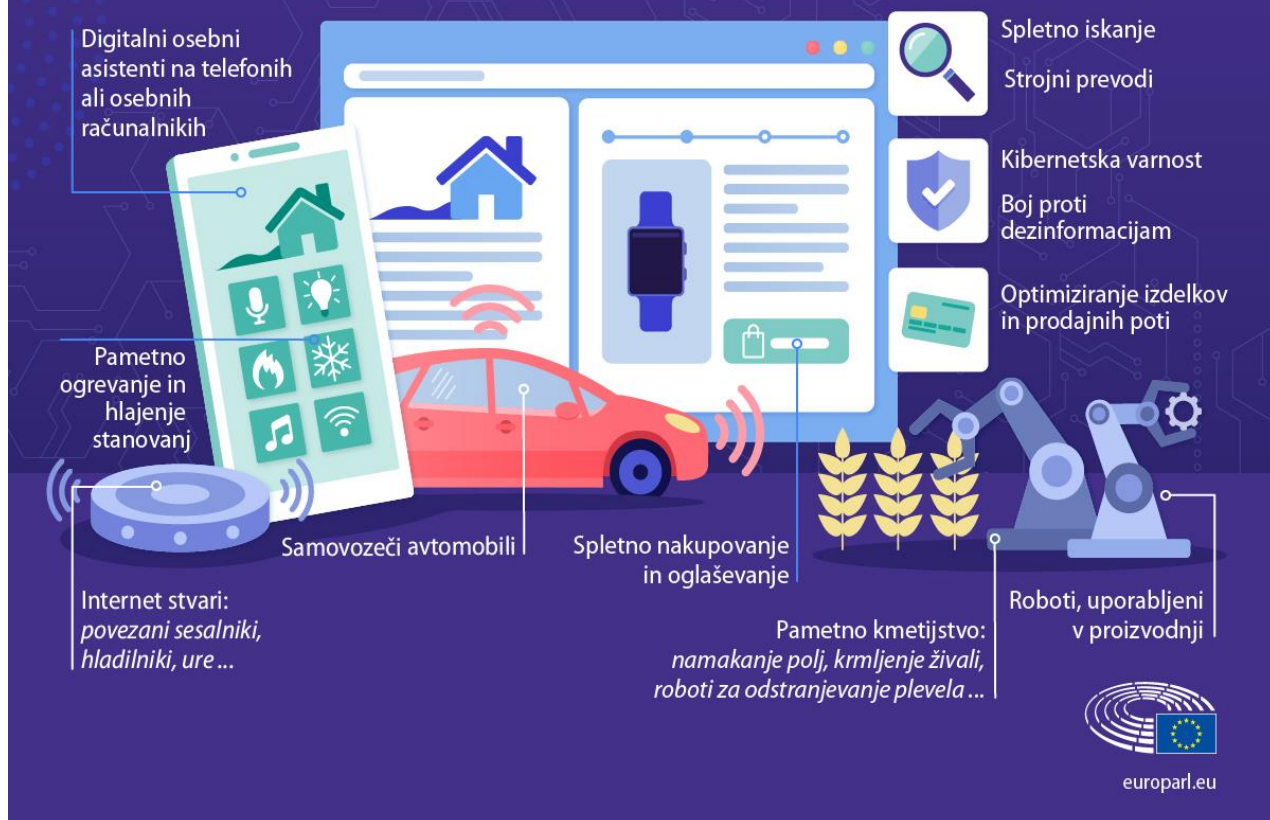 Digitalni osebni
asistenti na telefonih
ali osebnih
računalnikih
Spletno iskanje
Strojni prevodi
Kibernetska varnost
Boj proti
dezinformacijam
Optimiziranje izdelkov
in prodajnih poti
Pametno
ogrevanje in
hlajenje
stanovanj
Samovozeči avtomobili
Spletno nakupovanje
in oglaševanje
Internet stvari:
povezani sesalniki,
hladilniki, ure ...
Pametno kmetijstvo:
namakanje polj, krmljenje živali,
roboti za odstranjevanje plevela ...
Roboti, uporabljeni
v proizvodnji
europarl.eu